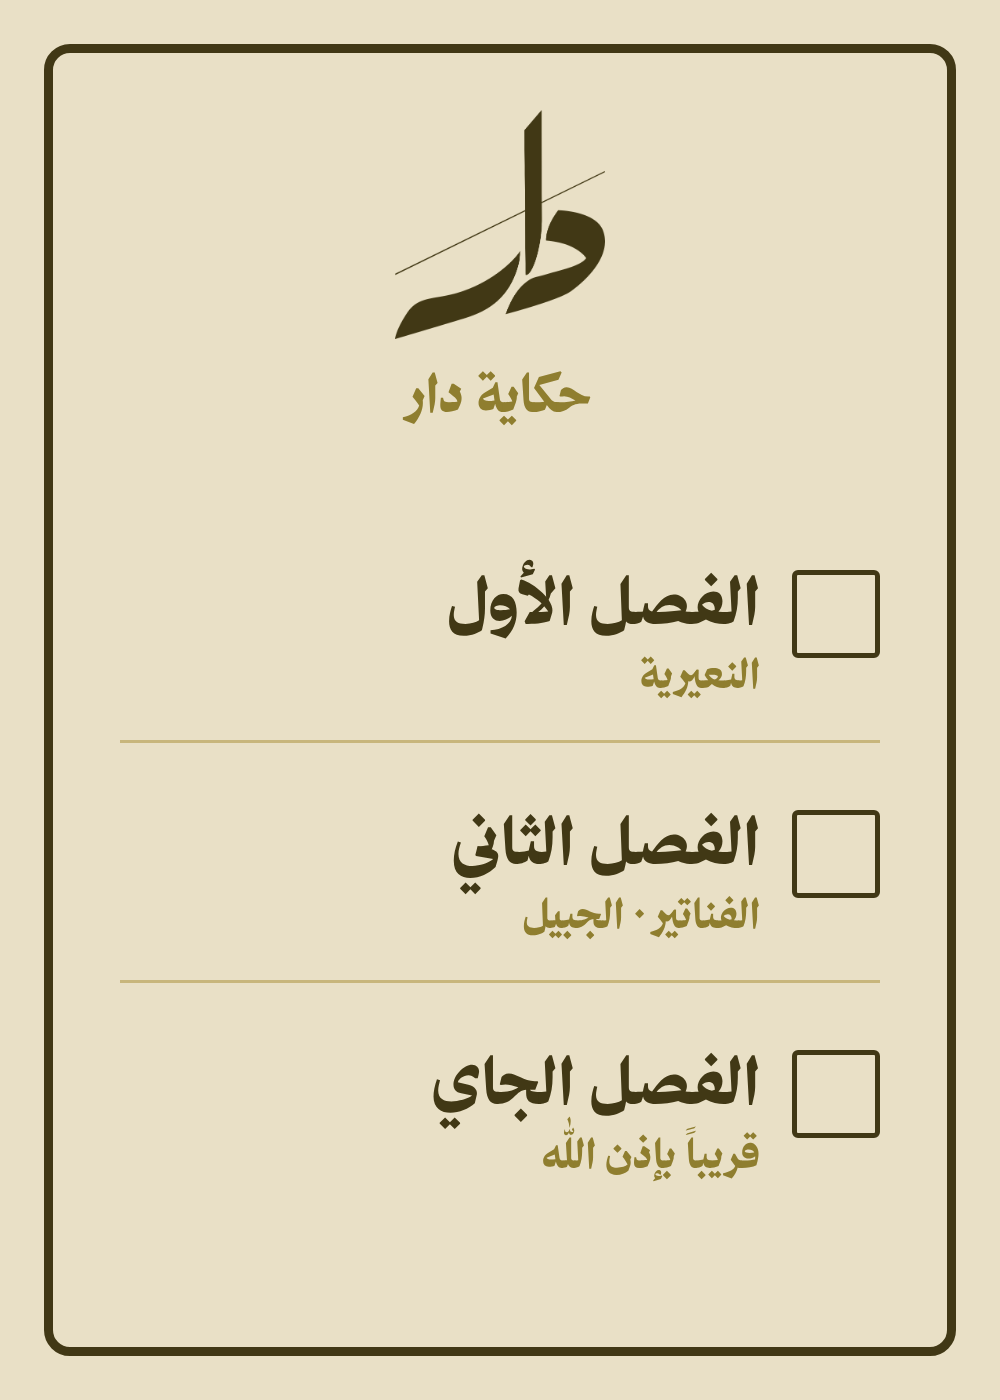 دار
حكاية دار
الفصل الأول
النعيرية
الفصل الثاني
الفناتير · الجبيل
الفصل الجاي
قريباً بإذن الله